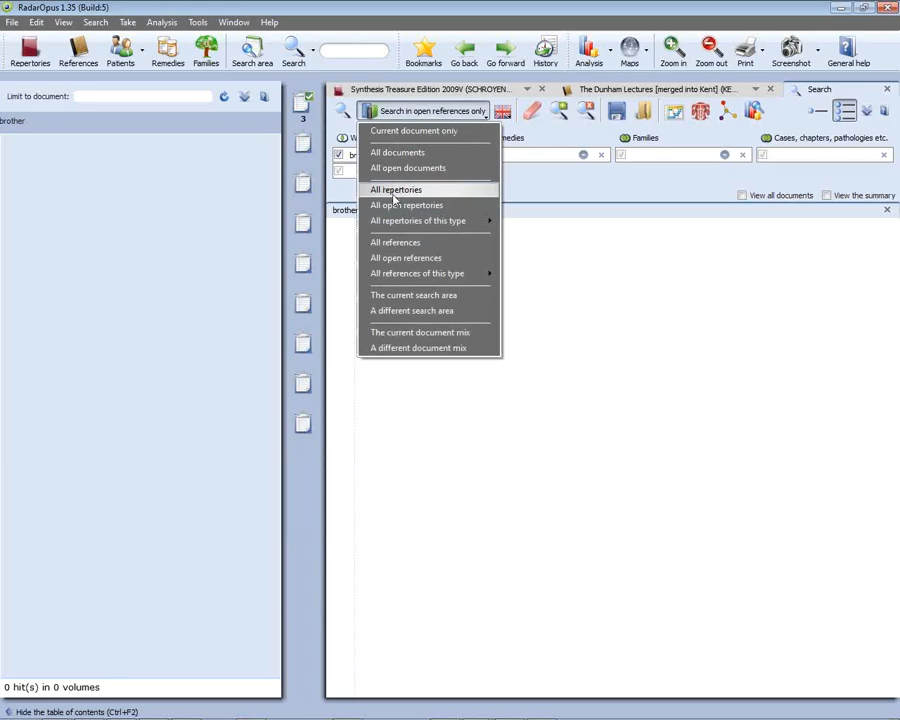 RadarOpus 1.35 (Build:5)
File Edit View Search Take Analysis Tools Window Help
Repertories References Patients Remedies Families Search area Search Bookmarks Go back Go forward History Analysis Maps Zoom in Zoom out Print Screenshot General help
Limit to document:
brother
3
Synthesis Treasure Edition 2009V (SCHROYEN... The Dunham Lectures [merged into Kent] (KE... Search
Search in open references only
Families Cases, chapters, pathologies etc.
View all documents View the summary
Current document only
All documents
All open documents
All repertories
All open repertories
All repertories of this type
All references
All open references
All references of this type
The current search area
A different search area
The current document mix
A different document mix
0 hit(s) in 0 volumes
Hide the table of contents (Ctrl+F2)